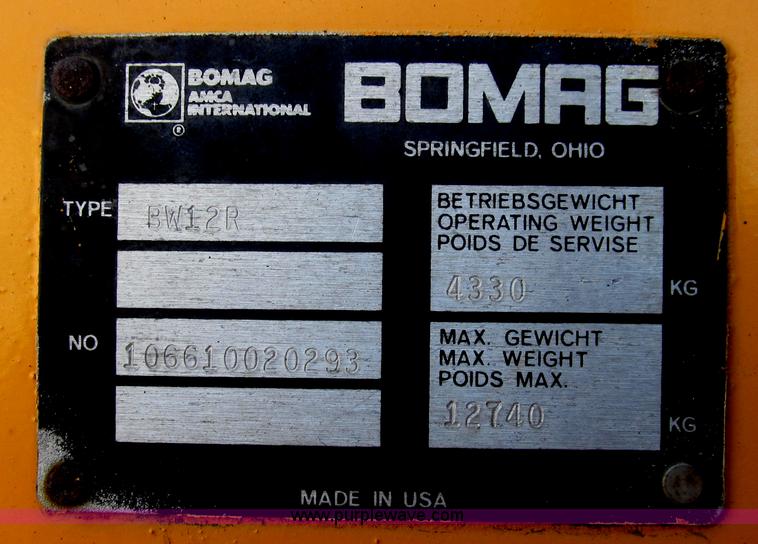 BOMAG
AMCA
INTERNATIONAL
®
BOMAG
SPRINGFIELD, OHIO
TYPE BW12R
BETRIEBSGEWICHT
OPERATING WEIGHT
POIDS DE SERVISE
4330 KG
NO 106610020293
MAX. GEWICHT
MAX. WEIGHT
POIDS MAX.
12740 KG
MADE IN USA
www.purplewave.com